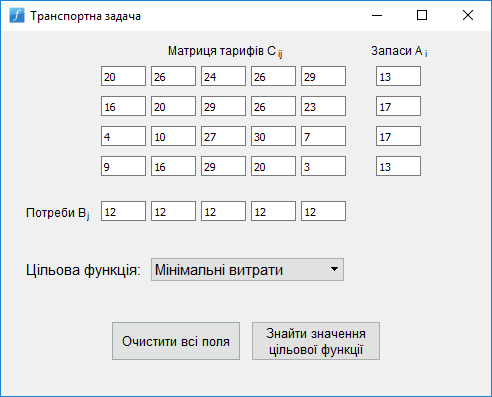 Транспортна задача
Матриця тарифів C ij Запаси A i
20 26 24 26 29 13
16 20 29 26 23 17
4 10 27 30 7 17
9 16 29 20 3 13
Потреби B j 12 12 12 12 12
Цільова функція: Мінімальні витрати
Очистити всі поля
Знайти значення
цільової функції